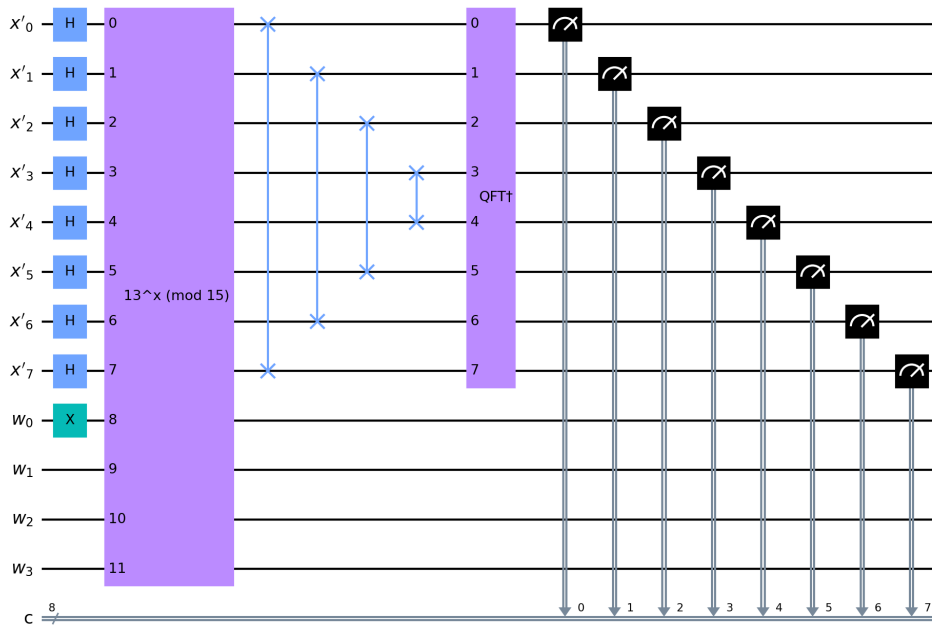 x'0 H 0 0
x'1 H 1 1
x'2 H 2 2
x'3 H 3 3
QFT†
x'4 H 4 4
x'5 H 5 5
13^x (mod 15)
x'6 H 6 6
x'7 H 7 7
w0 X 8
w1 9
w2 10
w3 11
c 8 0 1 2 3 4 5 6 7